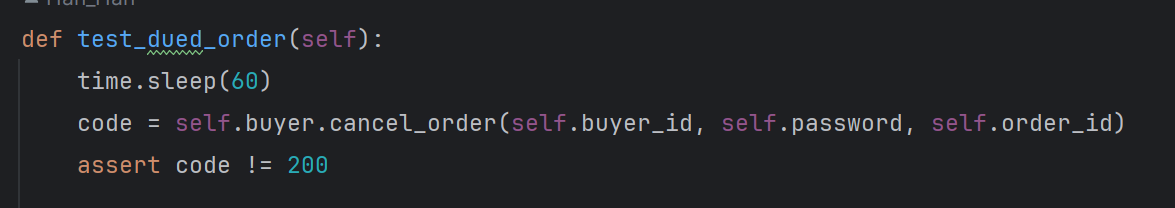 def test_dued_order(self):
    time.sleep(60)
    code = self.buyer.cancel_order(self.buyer_id, self.password, self.order_id)
    assert code != 200